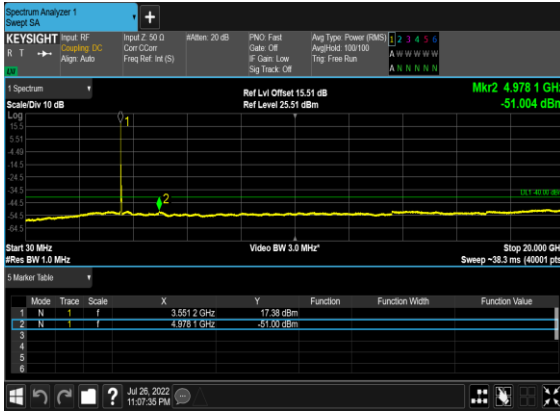 Spectrum Analyzer 1
Swept SA
+
KEYSIGHT Input: RF Input Z: 50 Ω #Atten: 20 dB PNO: Fast Avg Type: Power (RMS) 1 2 3 4 5 6
R T Coupling: DC Corr CCorr Gate: Off Avg|Hold: 100/100 A W W W W W
Align: Auto Freq Ref: Int (S) IF Gain: Low Trig: Free Run
Sig Track: Off A N N N N N
1 Spectrum Ref Lvl Offset 15.51 dB Mkr2 4.978 1 GHz
Scale/Div 10 dB Ref Level 25.51 dBm -51.004 dBm
Log
15.5
5.51
-4.49
-14.5
-24.5
-34.5
DL1 -40.00 dBm
-44.5
-54.5
-64.5
1
2
Start 30 MHz Video BW 3.0 MHz* Stop 20.000 GHz
#Res BW 1.0 MHz Sweep ~38.3 ms (40001 pts)
5 Marker Table
Mode Trace Scale X Y Function Function Width Function Value
1 N 1 f 3.551 2 GHz 17.38 dBm
2 N 1 f 4.978 1 GHz -51.00 dBm
3
4
5
6
? Jul 26, 2022
11:07:35 PM